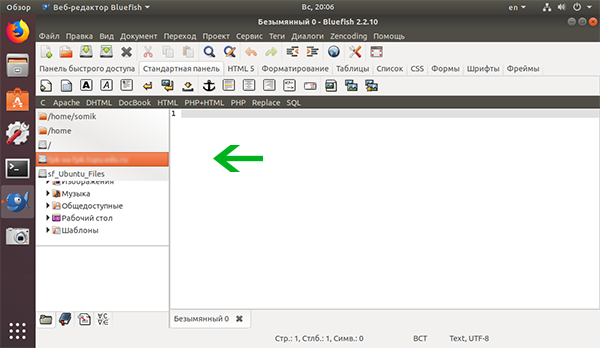 Обзор Веб-редактор Bluefish Вс, 20:06 en
Безымянный 0 - Bluefish 2.2.10
Файл Правка Вид Документ Переход Проект Сервис Теги Диалоги Zencoding Помощь
Панель быстрого доступа Стандартная панель HTML 5 Форматирование Таблицы Список CSS Формы Шрифты Фреймы
C Apache DHTML DocBook HTML PHP+HTML PHP Replace SQL
/home/somik
1
/home
/
sf_Ubuntu_Files
Изображения
Музыка
Общедоступные
Рабочий стол
Шаблоны
Безымянный 0
Стр.: 1, Стлб.: 1, Симв.: 0 ВСТ Text, UTF-8